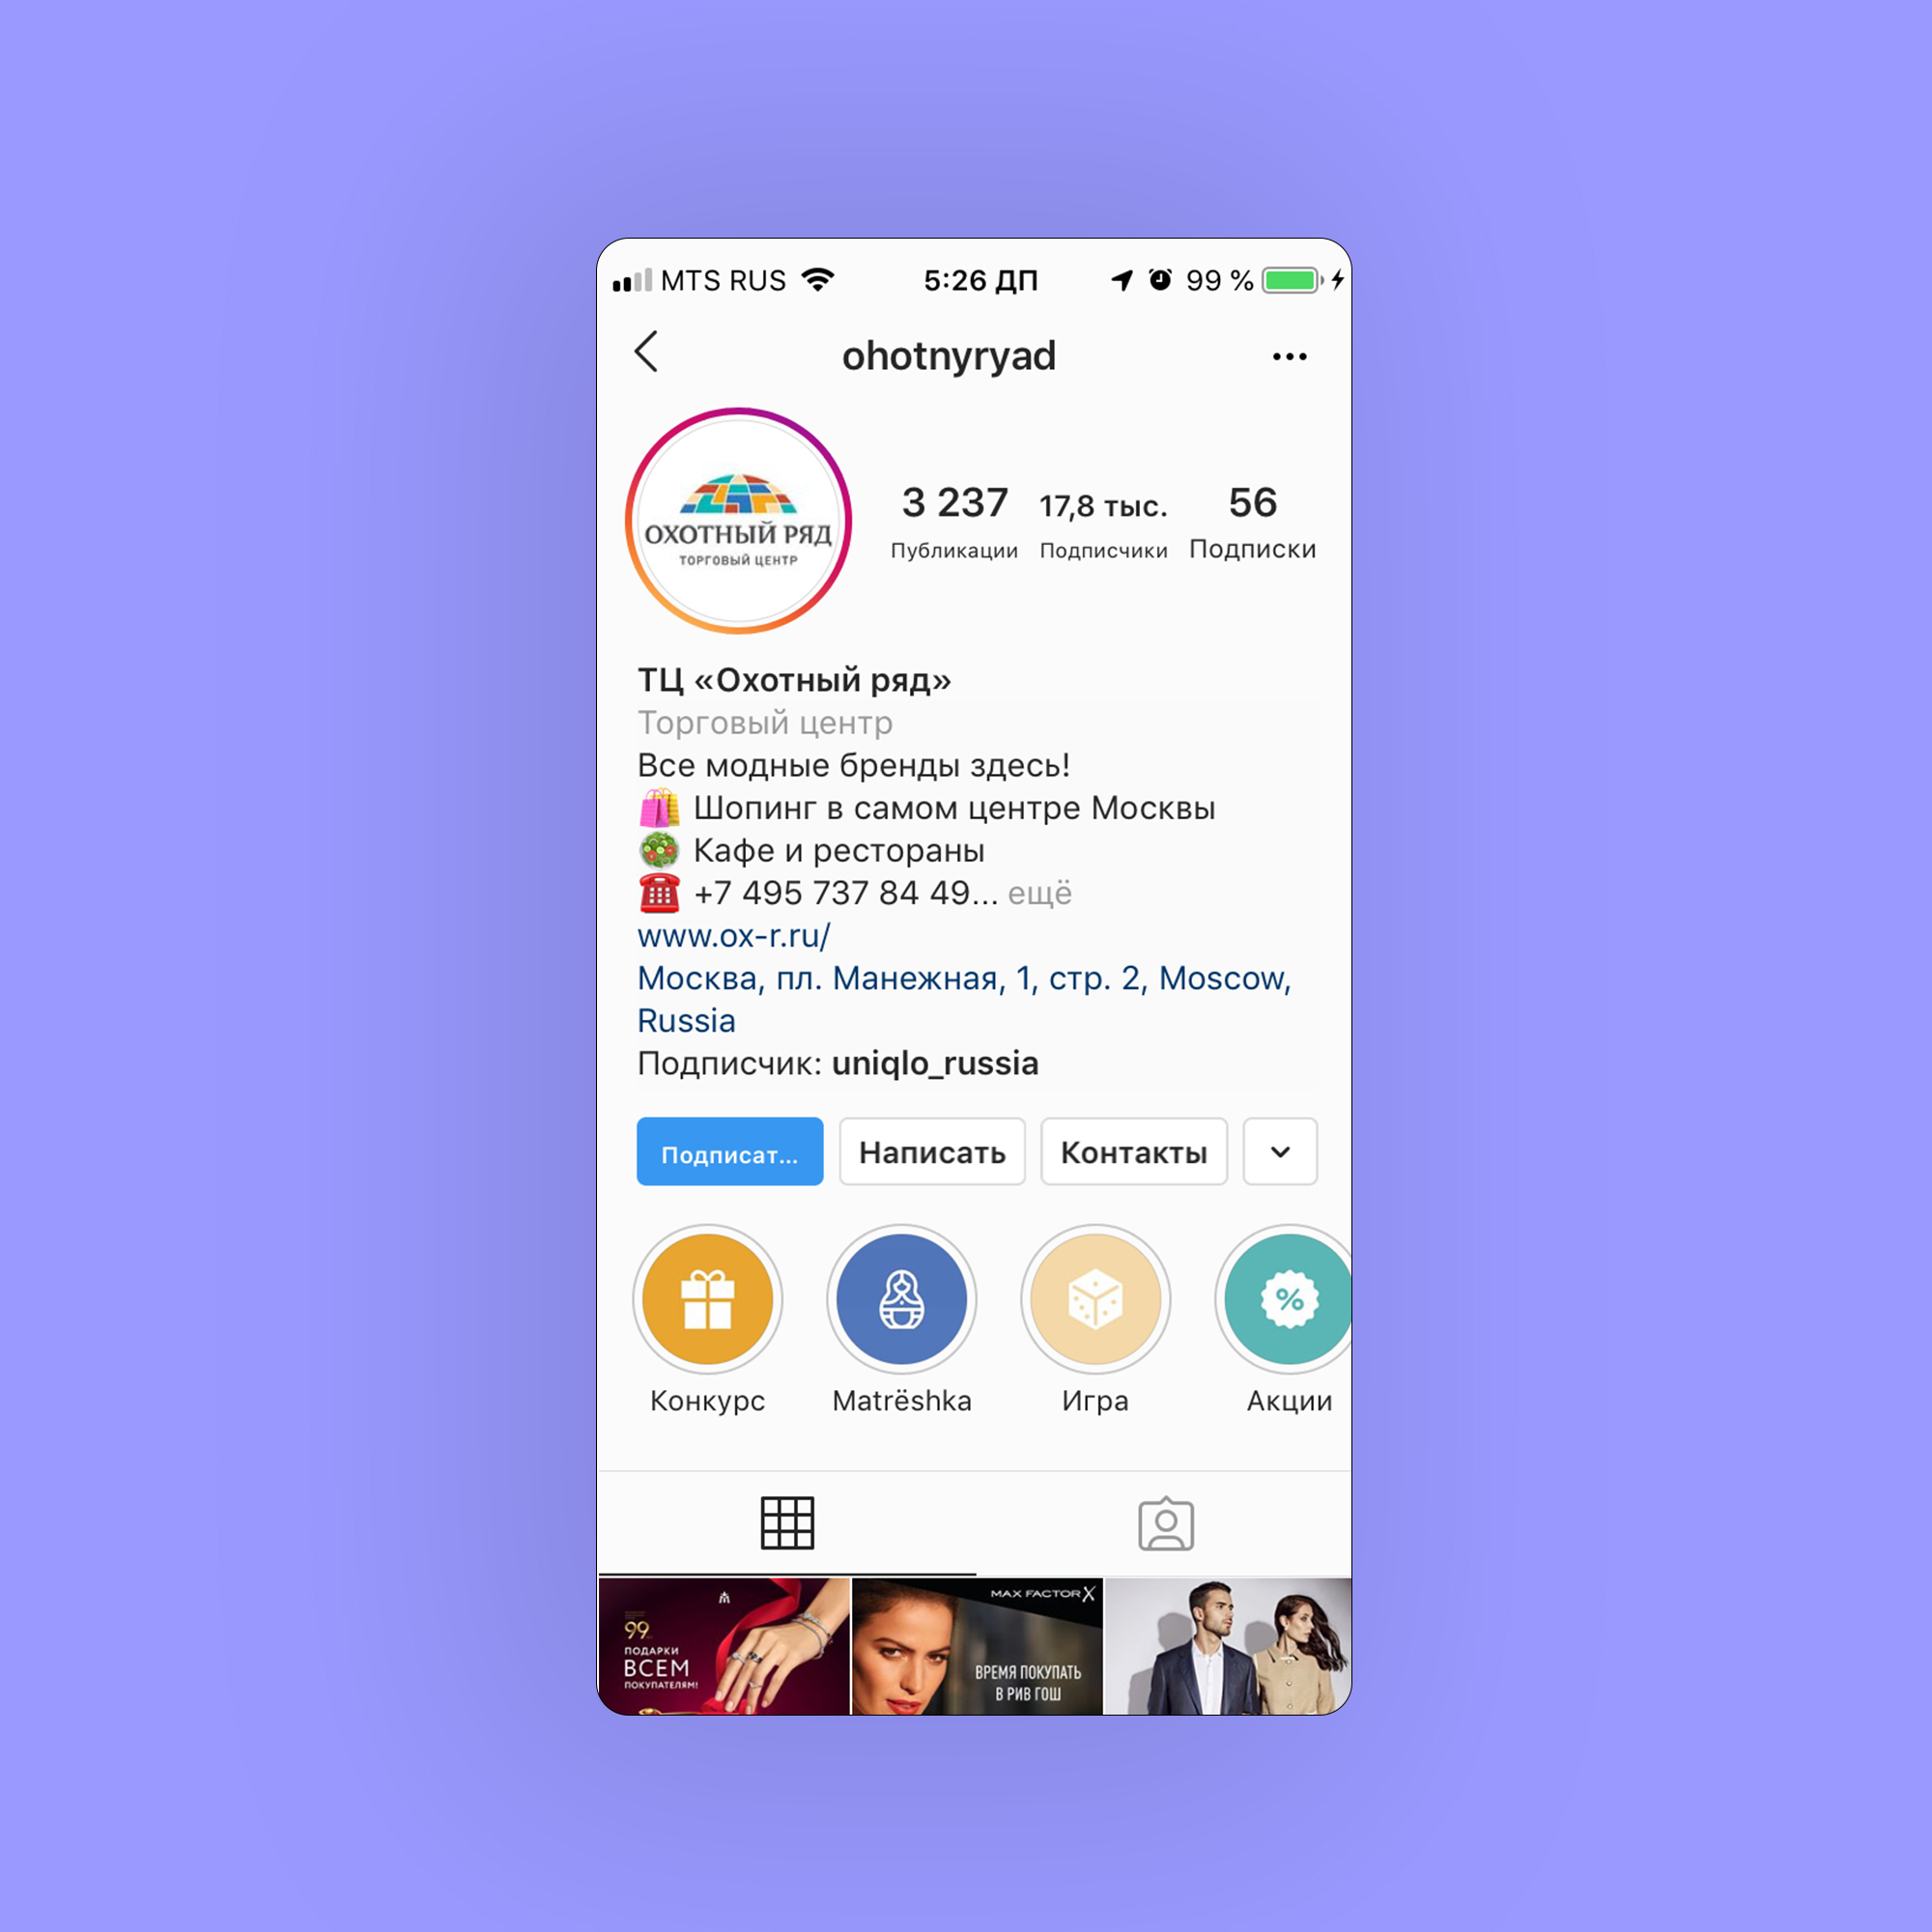 MTS RUS 5:26 ДП 99 %
ohotnyryad
ОХОТНЫЙ РЯД
ТОРГОВЫЙ ЦЕНТР
3 237 17,8 тыс. 56
Публикации Подписчики Подписки
ТЦ «Охотный ряд»
Торговый центр
Все модные бренды здесь!
Шопинг в самом центре Москвы
Кафе и рестораны
+7 495 737 84 49... ещё
www.ox-r.ru/
Москва, пл. Манежная, 1, стр. 2, Moscow,
Russia
Подписчик: uniqlo_russia
Подписат... Написать Контакты
Конкурс Matrëshka Игра Акции
%
99
ПОДАРКИ
ВСЕМ
ПОКУПАТЕЛЯМ!
MAX FACTOR X
ВРЕМЯ ПОКУПАТЬ
В РИВ ГОШ